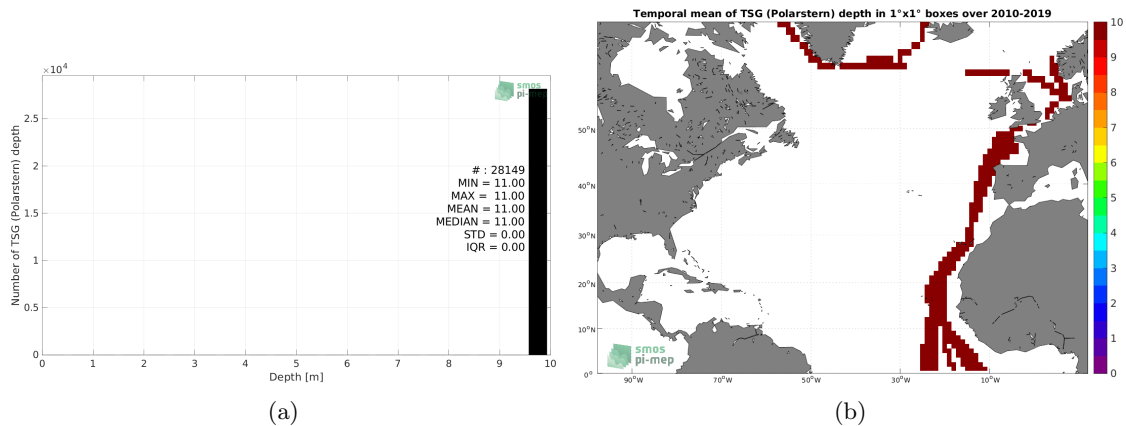 ×10⁴
2.5
2
1.5
1
0.5
0
Number of TSG (Polarstern) depth
smos
pi-mep
# : 28149
MIN = 11.00
MAX = 11.00
MEAN = 11.00
MEDIAN = 11.00
STD = 0.00
IQR = 0.00
0 1 2 3 4 5 6 7 8 9 10
Depth [m]
(a)
Temporal mean of TSG (Polarstern) depth in 1°x1° boxes over 2010-2019
50°N
40°N
30°N
20°N
10°N
0°
90°W 70°W 50°W 30°W 10°W
smos
pi-mep
10
9
8
7
6
5
4
3
2
1
0
(b)